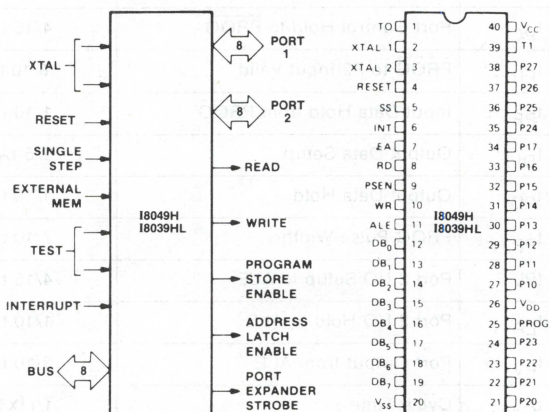 XTAL
RESET
SINGLE
STEP
EXTERNAL
MEM
TEST
INTERRUPT
BUS
8
I8049H
I8039HL
8
PORT
1
8
PORT
2
READ
WRITE
PROGRAM
STORE
ENABLE
ADDRESS
LATCH
ENABLE
PORT
EXPANDER
STROBE
TO 1 40 VCC
XTAL 1 2 39 T1
XTAL 2 3 38 P27
RESET 4 37 P26
SS 5 36 P25
INT 6 35 P24
EA 7 34 P17
RD 8 33 P16
PSEN 9 32 P15
WR 10 31 P14
I8049H
I8039HL
ALE 11 30 P13
DB0 12 29 P12
DB1 13 28 P11
DB2 14 27 P10
DB3 15 26 VDD
DB4 16 25 PROG
DB5 17 24 P23
DB6 18 23 P22
DB7 19 22 P21
VSS 20 21 P20